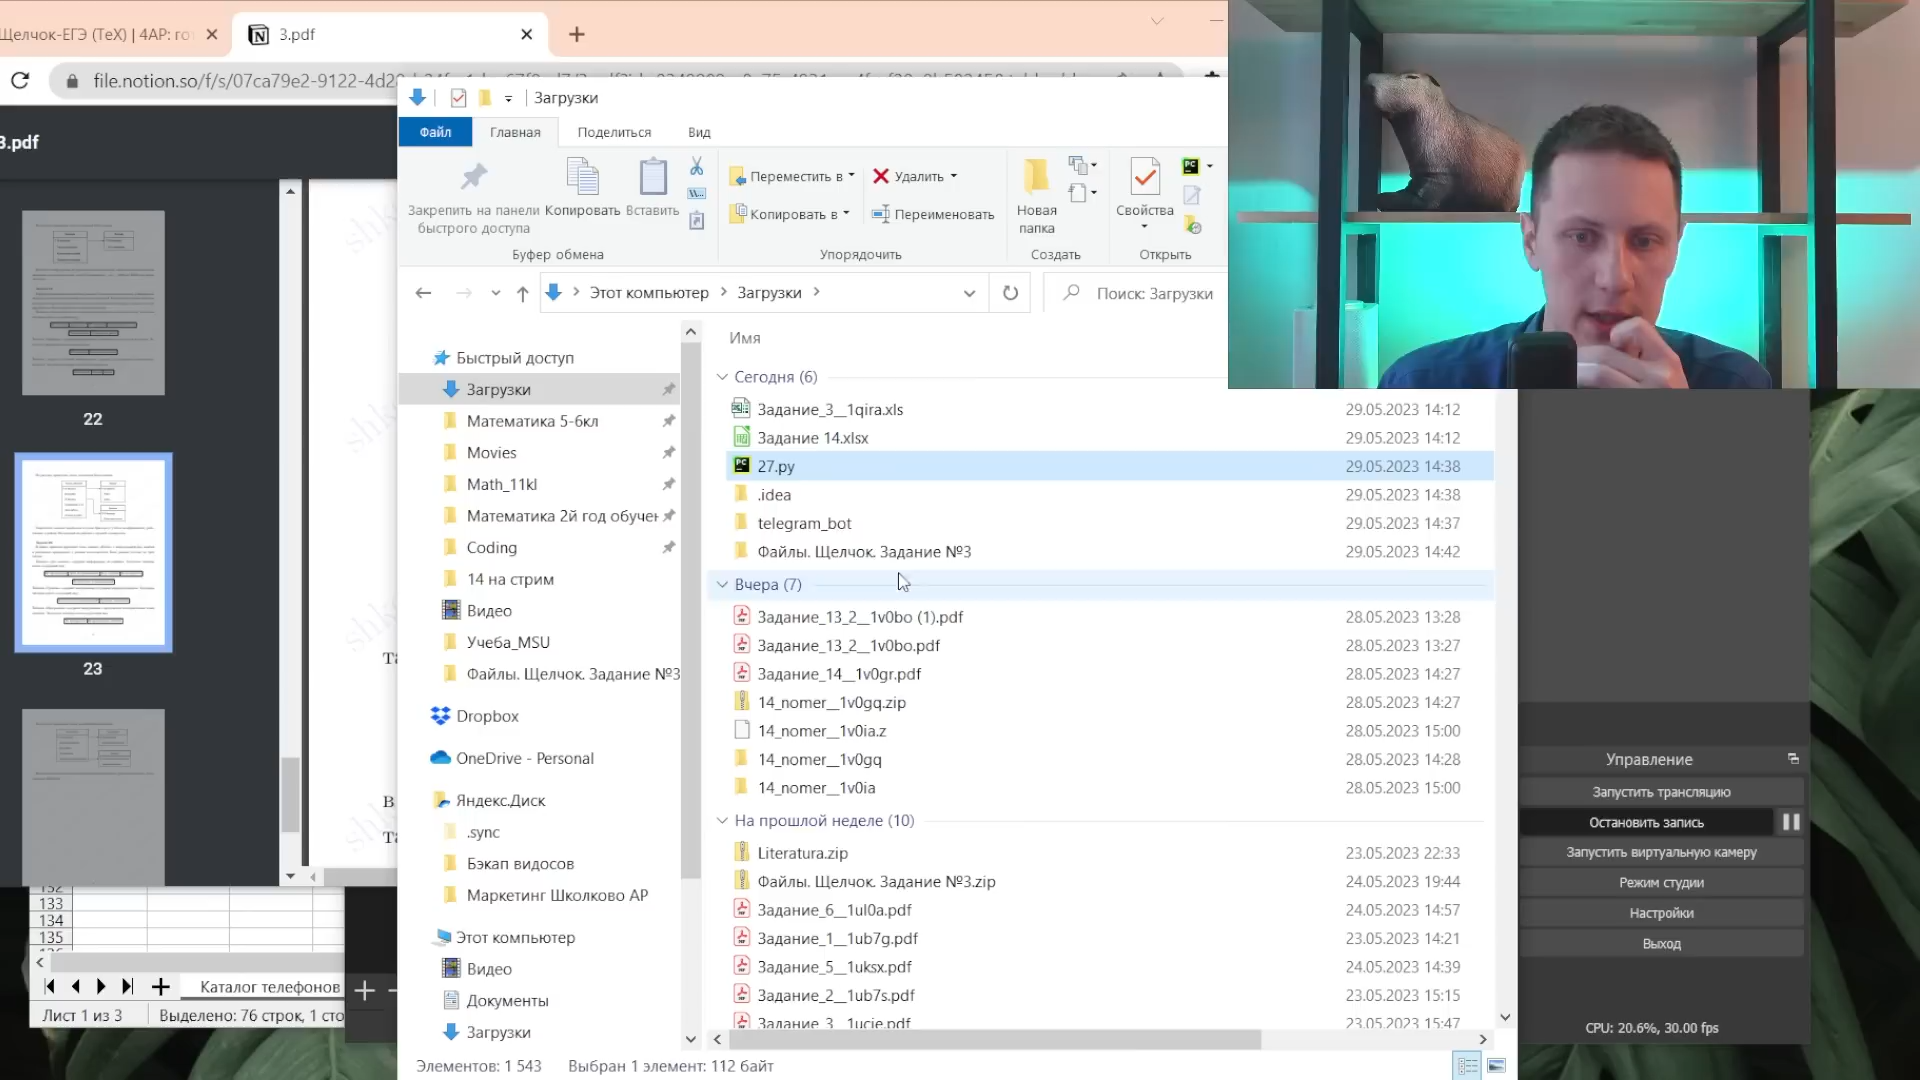 Щелчок-ЕГЭ (TeX) | 4АР: го
3.pdf
file.notion.so/f/s/07ca79e2-9122-4d2
3.pdf
22
23
Загрузки
Файл
Главная
Поделиться
Вид
Закрепить на панели быстрого доступа
Копировать
Вставить
Переместить в
Копировать в
Удалить
Переименовать
Новая папка
Свойства
Буфер обмена
Упорядочить
Создать
Открыть
Этот компьютер
Загрузки
Поиск: Загрузки
Быстрый доступ
Загрузки
Математика 5-6кл
Movies
Math_11kl
Математика 2й год обучен
Coding
14 на стрим
Видео
Учеба_MSU
Файлы. Щелчок. Задание №3
Dropbox
OneDrive - Personal
Яндекс.Диск
.sync
Бэкап видосов
Маркетинг Школково АР
Этот компьютер
Видео
Документы
Загрузки
Имя
Сегодня (6)
Задание_3__1qira.xls 29.05.2023 14:12
Задание 14.xlsx 29.05.2023 14:12
27.py 29.05.2023 14:38
.idea 29.05.2023 14:38
telegram_bot 29.05.2023 14:37
Файлы. Щелчок. Задание №3 29.05.2023 14:42
Вчера (7)
Задание_13_2__1v0bo (1).pdf 28.05.2023 13:28
Задание_13_2__1v0bo.pdf 28.05.2023 13:27
Задание_14__1v0gr.pdf 28.05.2023 14:27
14_nomer__1v0gq.zip 28.05.2023 14:27
14_nomer__1v0ia.z 28.05.2023 15:00
14_nomer__1v0gq 28.05.2023 14:28
14_nomer__1v0ia 28.05.2023 15:00
На прошлой неделе (10)
Literatura.zip 23.05.2023 22:33
Файлы. Щелчок. Задание №3.zip 24.05.2023 19:44
Задание_6__1ul0a.pdf 24.05.2023 14:57
Задание_1__1ub7g.pdf 23.05.2023 14:21
Задание_5__1uksx.pdf 24.05.2023 14:39
Задание_2__1ub7s.pdf 23.05.2023 15:15
Задание_3__1ucie.pdf 23.05.2023 15:47
Элементов: 1 543
Выбран 1 элемент: 112 байт
132
133
134
135
Каталог телефонов
Лист 1 из 3
Выделено: 76 строк, 1 сто
Управление
Запустить трансляцию
Остановить запись
Запустить виртуальную камеру
Режим студии
Настройки
Выход
CPU: 20.6%, 30.00 fps